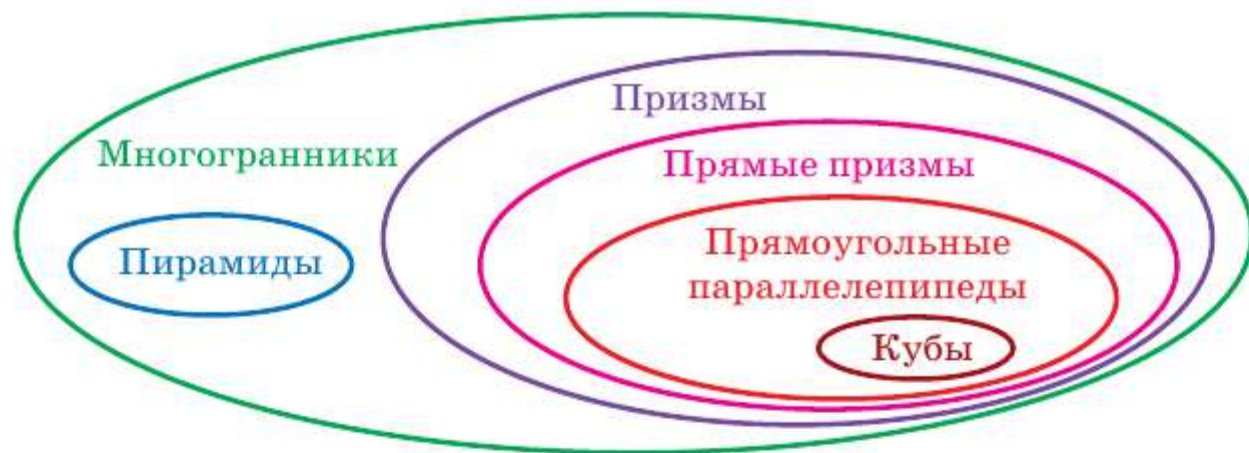 Призмы
Многогранники
Прямые призмы
Прямоугольные
параллелепипеды
Пирамиды
Кубы